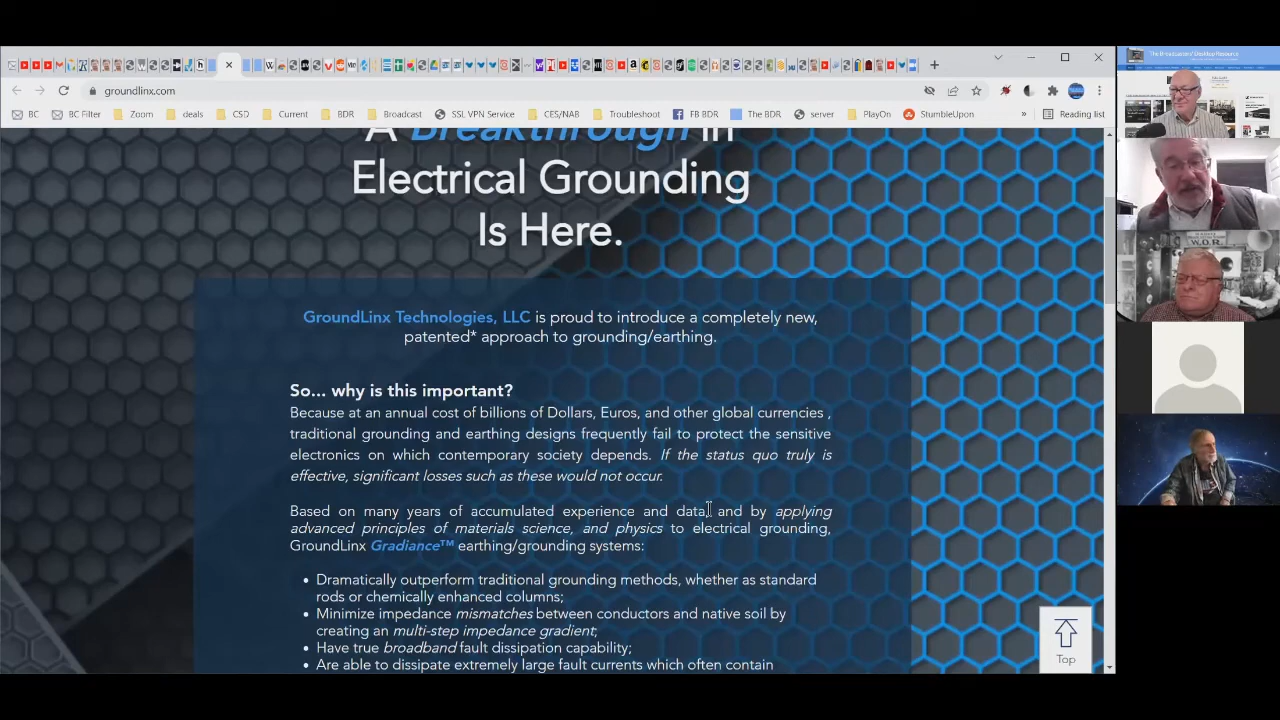 groundlinx.com
BC
BC Filter
Zoom
deals
CSD
Current
BDR
Broadcast
SSL VPN Service
CES/NAB
Troubleshoot
FB BDR
The BDR
server
PlayOn
StumbleUpon
»
Reading list
A Breakthrough in
Electrical Grounding
Is Here.
GroundLinx Technologies, LLC is proud to introduce a completely new,
patented* approach to grounding/earthing.
So... why is this important?
Because at an annual cost of billions of Dollars, Euros, and other global currencies ,
traditional grounding and earthing designs frequently fail to protect the sensitive
electronics on which contemporary society depends. If the status quo truly is
effective, significant losses such as these would not occur.
Based on many years of accumulated experience and data, and by applying
advanced principles of materials science, and physics to electrical grounding,
GroundLinx Gradiance™ earthing/grounding systems:
• Dramatically outperform traditional grounding methods, whether as standard
rods or chemically enhanced columns;
• Minimize impedance mismatches between conductors and native soil by
creating an multi-step impedance gradient;
• Have true broadband fault dissipation capability;
• Are able to dissipate extremely large fault currents which often contain
Top
The Broadcasters' Desktop Resource
W.O.R.